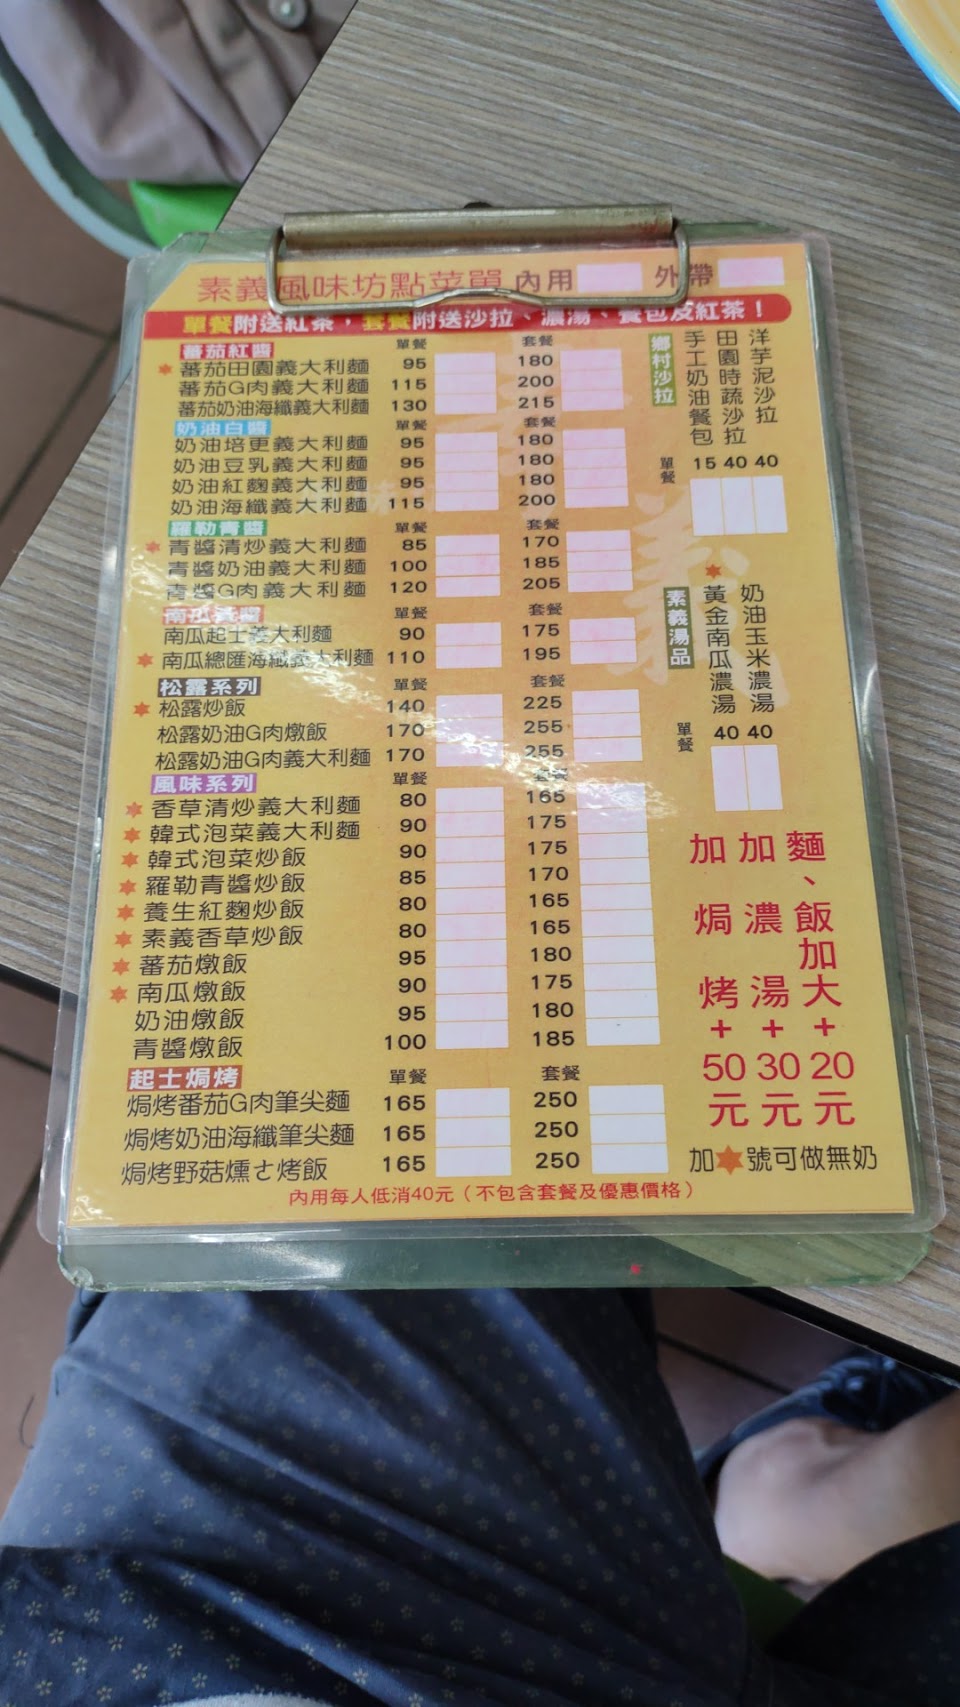 素義風味坊點菜單 內用 外帶
單餐附送紅茶，套餐附送沙拉、濃湯、餐包及紅茶！
番茄紅醬 單餐 套餐
番茄田園義大利麵 95 180
番茄G肉義大利麵 115 200
番茄奶油海纖義大利麵 130 215
奶油白醬 單餐 套餐
奶油培更義大利麵 95 180
奶油豆乳義大利麵 95 180
奶油紅麴義大利麵 95 180
奶油海纖義大利麵 115 200
羅勒青醬 單餐 套餐
青醬清炒義大利麵 85 170
青醬奶油義大利麵 100 185
青醬G肉義大利麵 120 205
南瓜黃醬 單餐 套餐
南瓜起士義大利麵 90 175
南瓜總匯海纖義大利麵 110 195
松露系列 單餐 套餐
松露炒飯 140 225
松露奶油G肉燉飯 170 255
松露奶油G肉義大利麵 170 255
風味系列 單餐 套餐
香草清炒義大利麵 80 165
韓式泡菜義大利麵 90 175
韓式泡菜炒飯 90 175
羅勒青醬炒飯 85 170
養生紅麴炒飯 80 165
素義香草炒飯 80 165
蕃茄燉飯 95 180
南瓜燉飯 90 175
奶油燉飯 95 180
青醬燉飯 100 185
起士焗烤 單餐 套餐
焗烤番茄G肉筆尖麵 165 250
焗烤奶油海纖筆尖麵 165 250
焗烤野菇燻ㄜ烤飯 165 250
內用每人低消40元（不包含套餐及優惠價格）
鄉村沙拉
洋芋泥沙拉
田園時蔬沙拉
手工奶油餐包
單餐 15 40 40
素義湯品
奶油玉米濃湯
黃金南瓜濃湯
單餐 40 40
麵、飯加大+20元
加濃湯+30元
加焗烤+50元
加 號可做無奶